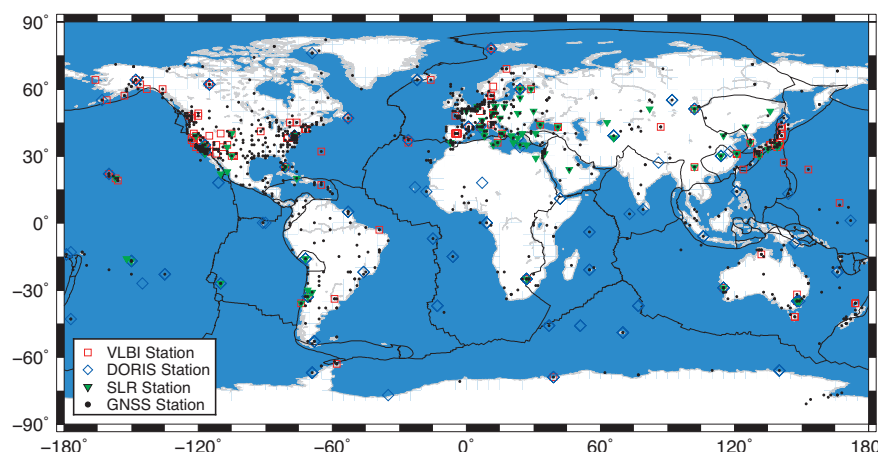 90°
60°
30°
0°
−30°
−60°
−90°
VLBI Station
DORIS Station
SLR Station
GNSS Station
−180° −120° −60° 0° 60° 120° 180°